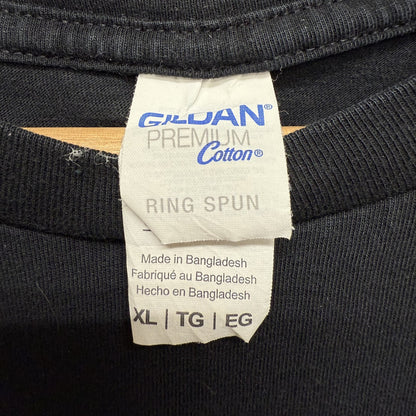 GILDAN®
PREMIUM
Cotton®
RING SPUN
Made in Bangladesh
Fabriqué au Bangladesh
Hecho en Bangladesh
XL | TG | EG